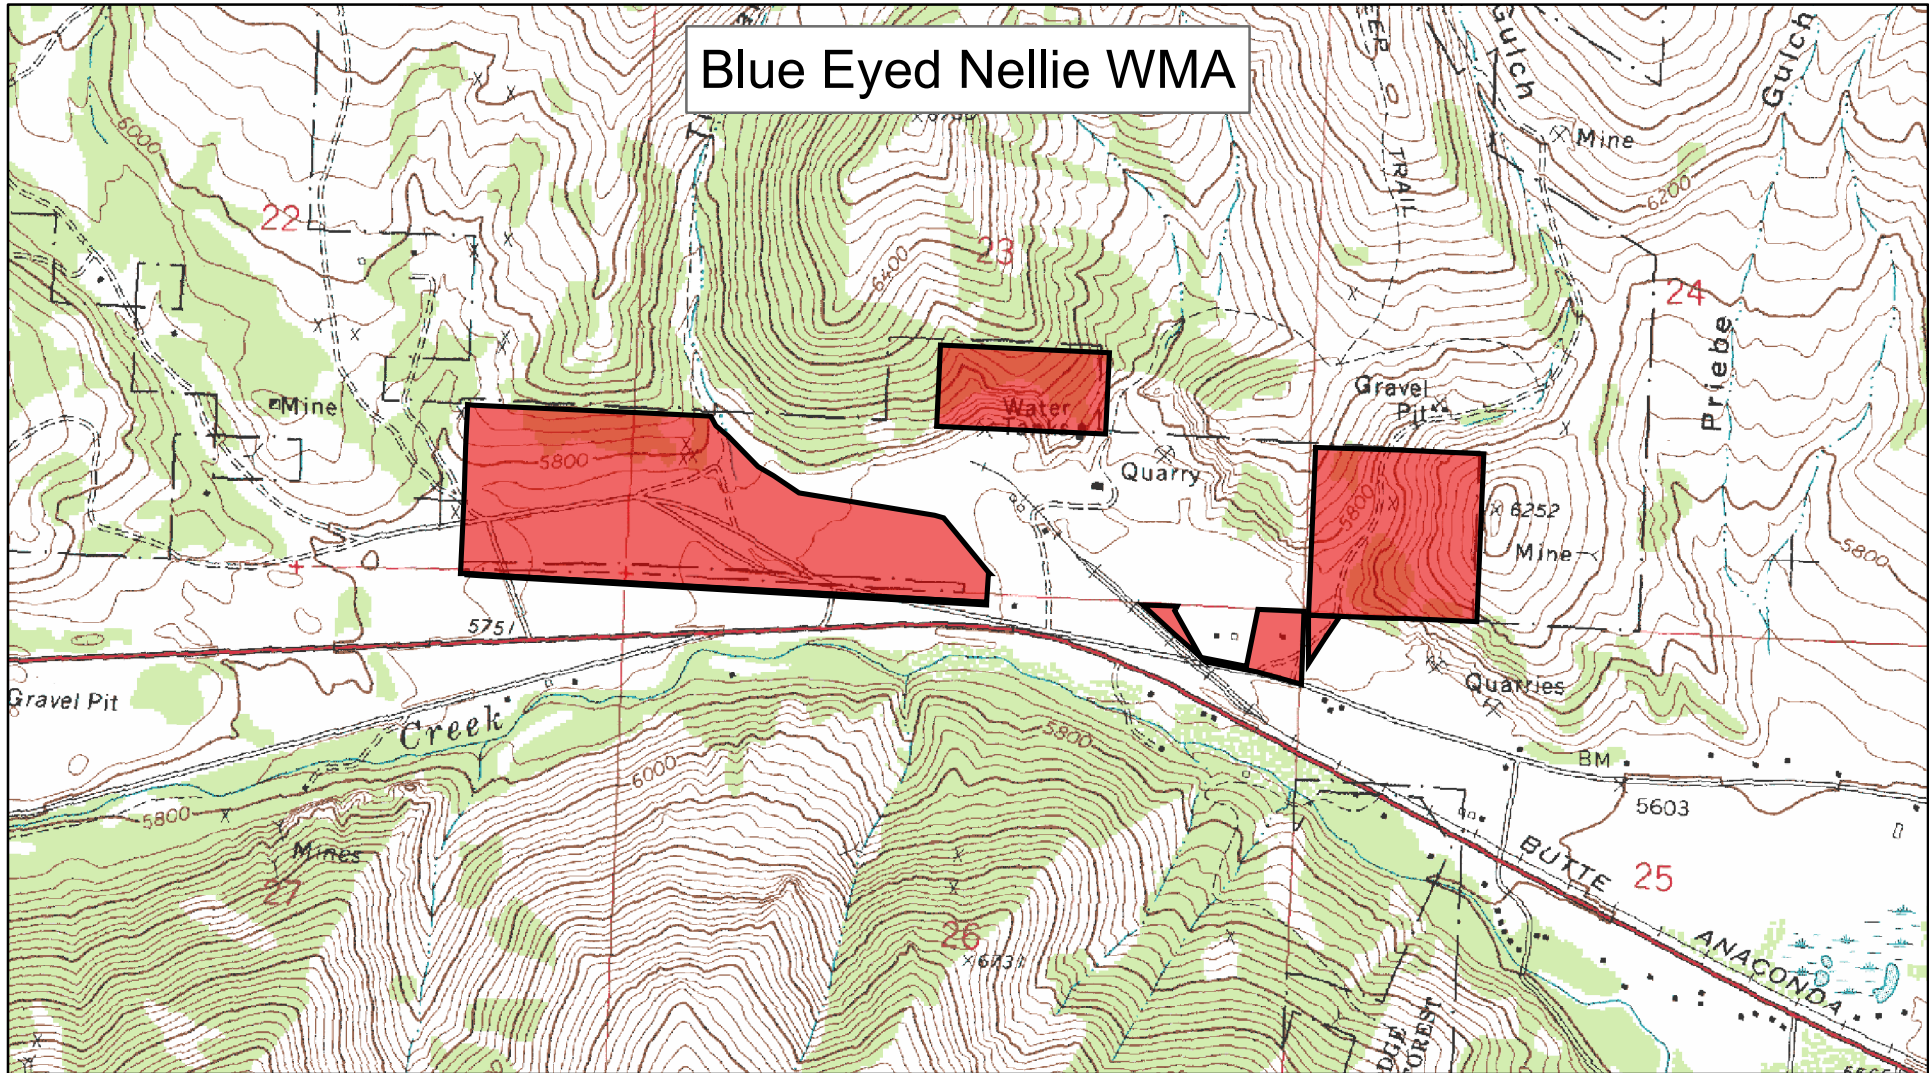 Blue Eyed Nellie WMA
Gulch
Gulch
Mine
TRAIL
6000
6200
22
23
6400
24
Priebe
Mine
Gravel
Pit
Water
5800
Quarry
5800
6252
Mine
5800
5751
Gravel Pit
Creek
Quarries
5800
6000
BM
5603
5800
Mines
27
BUTTE
25
26
ANACONDA